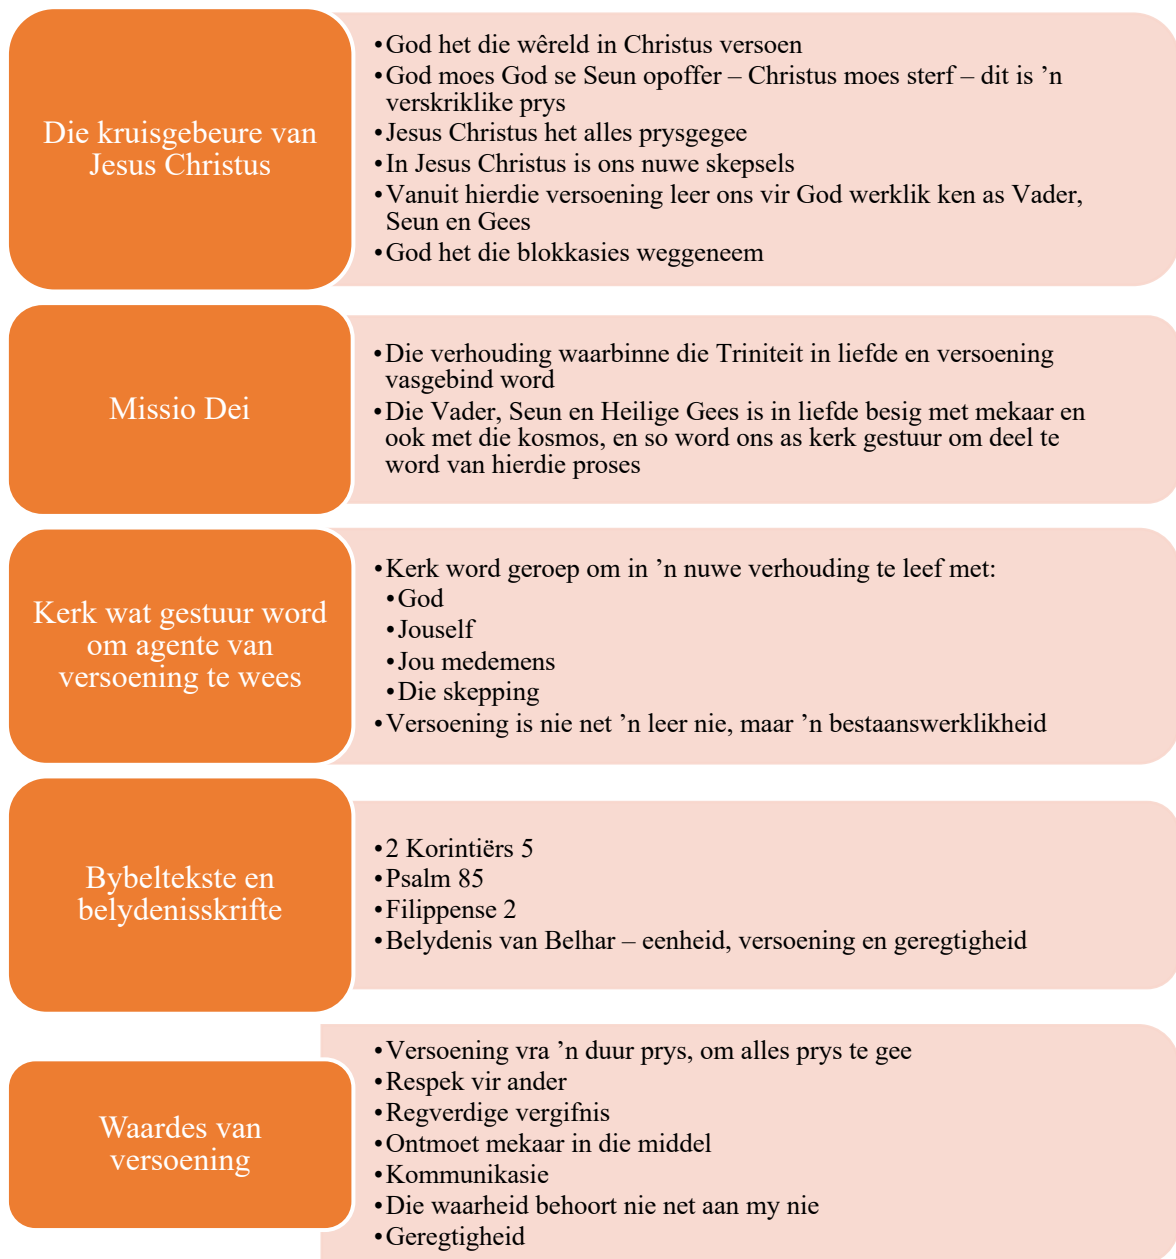 Die kruisgebeure van
Jesus Christus
•God het die wêreld in Christus versoen
•God moes God se Seun opoffer – Christus moes sterf – dit is ’n
verskriklike prys
•Jesus Christus het alles prysgegee
•In Jesus Christus is ons nuwe skepsels
•Vanuit hierdie versoening leer ons vir God werklik ken as Vader,
Seun en Gees
•God het die blokkasies weggeneem
Missio Dei
•Die verhouding waarbinne die Triniteit in liefde en versoening
vasgebind word
•Die Vader, Seun en Heilige Gees is in liefde besig met mekaar en
ook met die kosmos, en so word ons as kerk gestuur om deel te
word van hierdie proses
Kerk wat gestuur word
om agente van
versoening te wees
•Kerk word geroep om in ’n nuwe verhouding te leef met:
•God
•Jouself
•Jou medemens
•Die skepping
•Versoening is nie net ’n leer nie, maar ’n bestaanswerklikheid
Bybeltekste en
belydenisskrifte
•2 Korintiërs 5
•Psalm 85
•Filippense 2
•Belydenis van Belhar – eenheid, versoening en geregtigheid
Waardes van
versoening
•Versoening vra ’n duur prys, om alles prys te gee
•Respek vir ander
•Regverdige vergifnis
•Ontmoet mekaar in die middel
•Kommunikasie
•Die waarheid behoort nie net aan my nie
•Geregtigheid